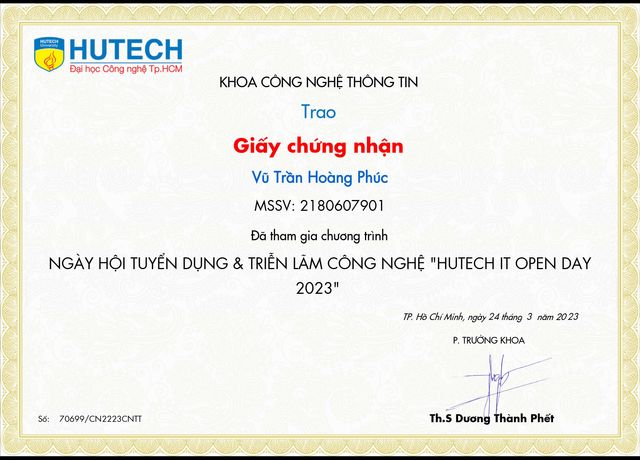 HUTECH
University
HUTECH
Đại học Công nghệ Tp.HCM
KHOA CÔNG NGHỆ THÔNG TIN
Trao
Giấy chứng nhận
Vũ Trần Hoàng Phúc
MSSV: 2180607901
Đã tham gia chương trình
NGÀY HỘI TUYỂN DỤNG & TRIỄN LÃM CÔNG NGHỆ "HUTECH IT OPEN DAY
2023"
TP. Hồ Chí Minh, ngày 24 tháng 3 năm 2023
P. TRƯỞNG KHOA
Th.S Dương Thành Phết
Số: 70699/CN2223CNTT